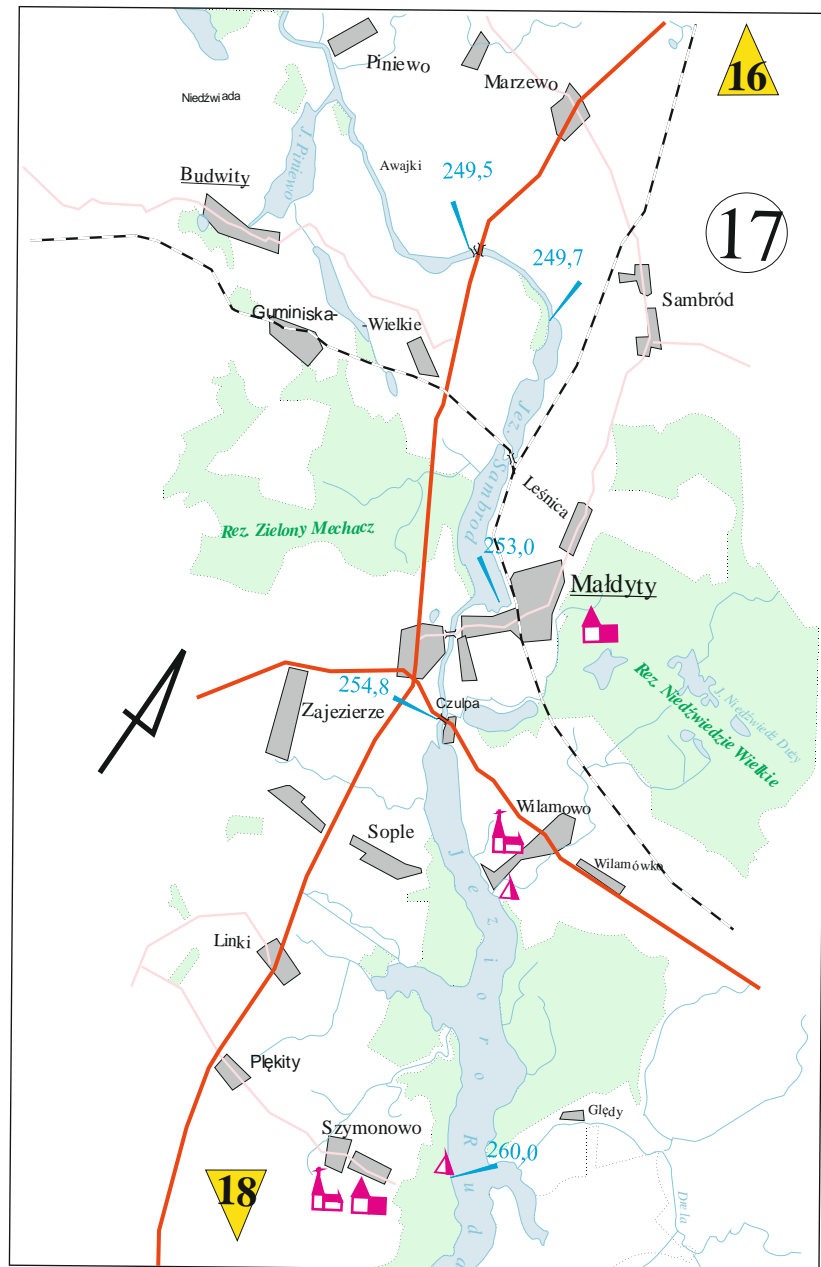 Piniewo
Marzewo
16
Niedźwiada
J. Piniewo
Awajki
249,5
Budwity
17
249,7
Sambród
Guminiska-
-Wielkie
Jez. Sambród
Leśnica
Rez. Zielony Mechacz
253,0
Małdyty
Rez. Niedźwiedzie Wielkie
J. Niedźwiedź Duży
254,8
Zajezierze
Czulpa
Wilamowo
Sople
Wilamówko
Jezioro Ruda
Linki
Plękity
Ględy
Szymonowo
260,0
18
Drela